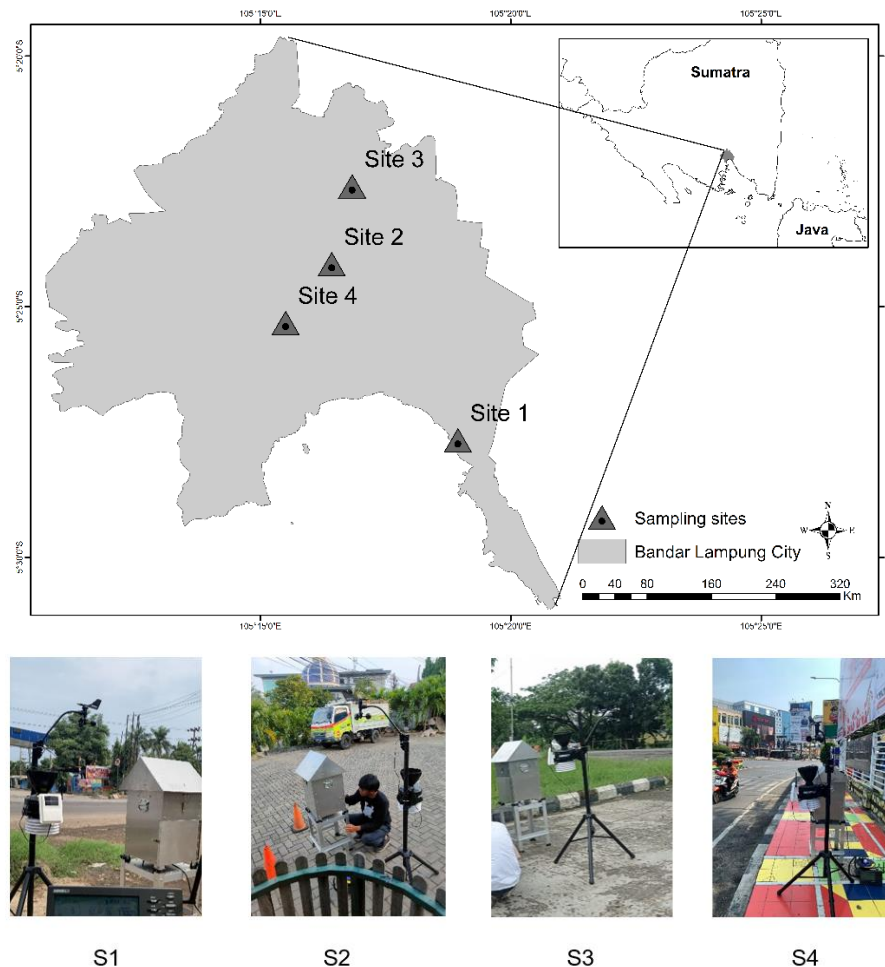 105°15'0"E
105°20'0"E
105°25'0"E
5°20'0"S
5°25'0"S
5°30'0"S
Sumatra
Java
Site 3
Site 2
Site 4
Site 1
Sampling sites
Bandar Lampung City
N
W
E
S
0 20 40 80 160 240 320
Km
105°15'0"E
105°20'0"E
105°25'0"E
S1
S2
S3
S4